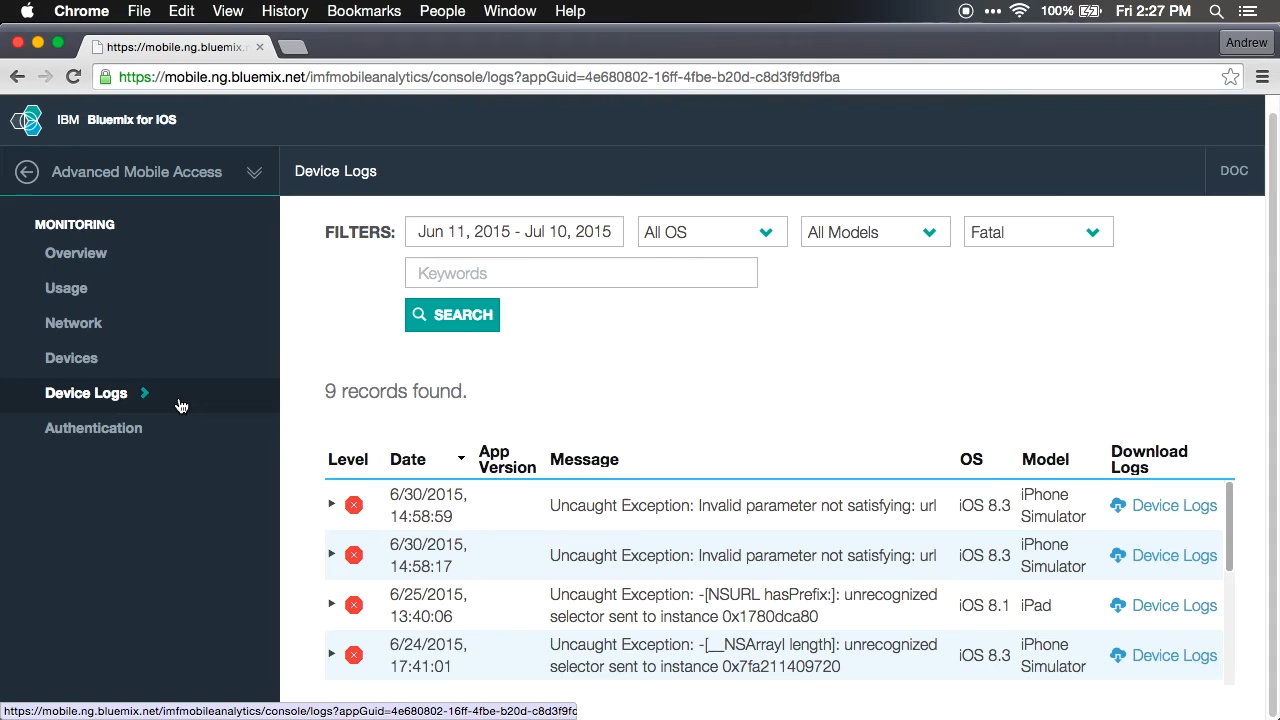 Chrome File Edit View History Bookmarks People Window Help 100% Fri 2:27 PM
https://mobile.ng.bluemix.n Andrew
https://mobile.ng.bluemix.net/imfmobileanalytics/console/logs?appGuid=4e680802-16ff-4fbe-b20d-c8d3f9fd9fba
IBM Bluemix for iOS
Advanced Mobile Access
Device Logs
DOC
MONITORING
Overview
Usage
Network
Devices
Device Logs
Authentication
FILTERS: Jun 11, 2015 - Jul 10, 2015 All OS All Models Fatal
Keywords
SEARCH
9 records found.
Level Date App Version Message OS Model Download Logs
6/30/2015, 14:58:59 Uncaught Exception: Invalid parameter not satisfying: url iOS 8.3 iPhone Simulator Device Logs
6/30/2015, 14:58:17 Uncaught Exception: Invalid parameter not satisfying: url iOS 8.3 iPhone Simulator Device Logs
6/25/2015, 13:40:06 Uncaught Exception: -[NSURL hasPrefix:]: unrecognized selector sent to instance 0x1780dca80 iOS 8.1 iPad Device Logs
6/24/2015, 17:41:01 Uncaught Exception: -[__NSArrayI length]: unrecognized selector sent to instance 0x7fa211409720 iOS 8.3 iPhone Simulator Device Logs
https://mobile.ng.bluemix.net/imfmobileanalytics/console/logs?appGuid=4e680802-16ff-4fbe-b20d-c8d3f9fd